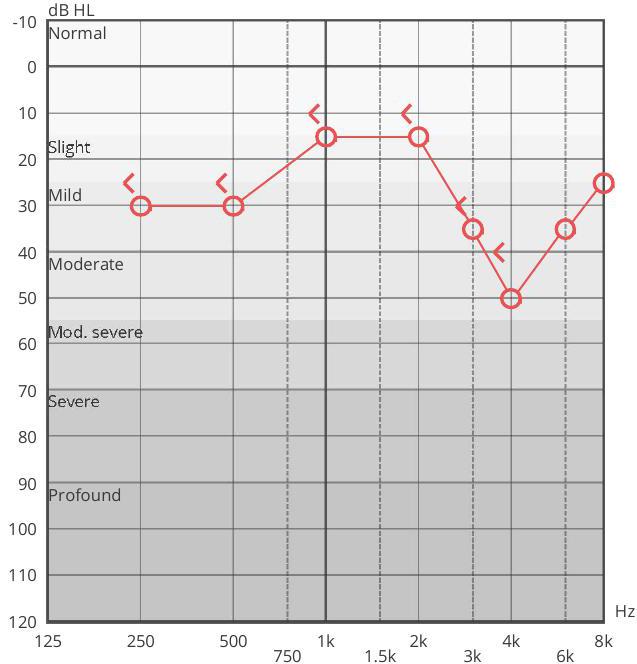 dB HL
-10
Normal
0
10
Slight
20
Mild
30
40
Moderate
50
Mod. severe
60
70
Severe
80
90
Profound
100
110
120
Hz
125 250 500 1k 2k 4k 8k
750 1.5k 3k 6k